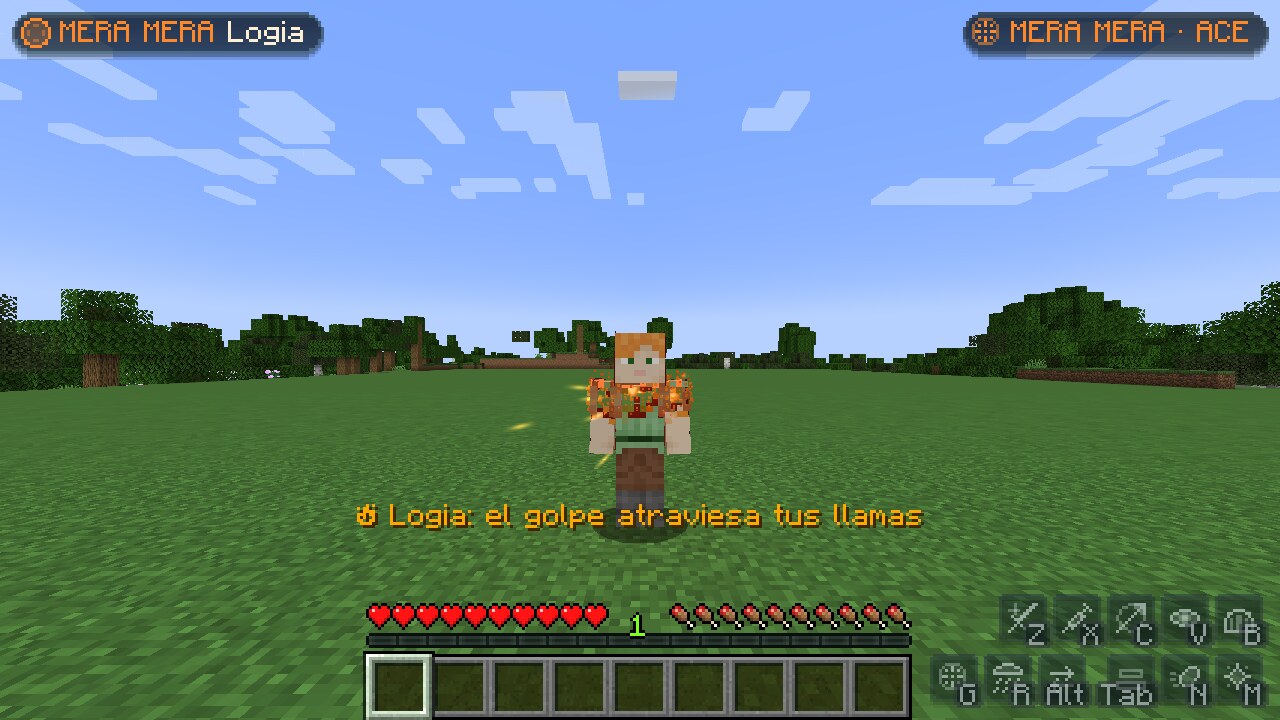 MERA MERA Logia
MERA MERA · ACE
Logia: el golpe atraviesa tus llamas
1
Z X C V B
G R Alt Tab N M